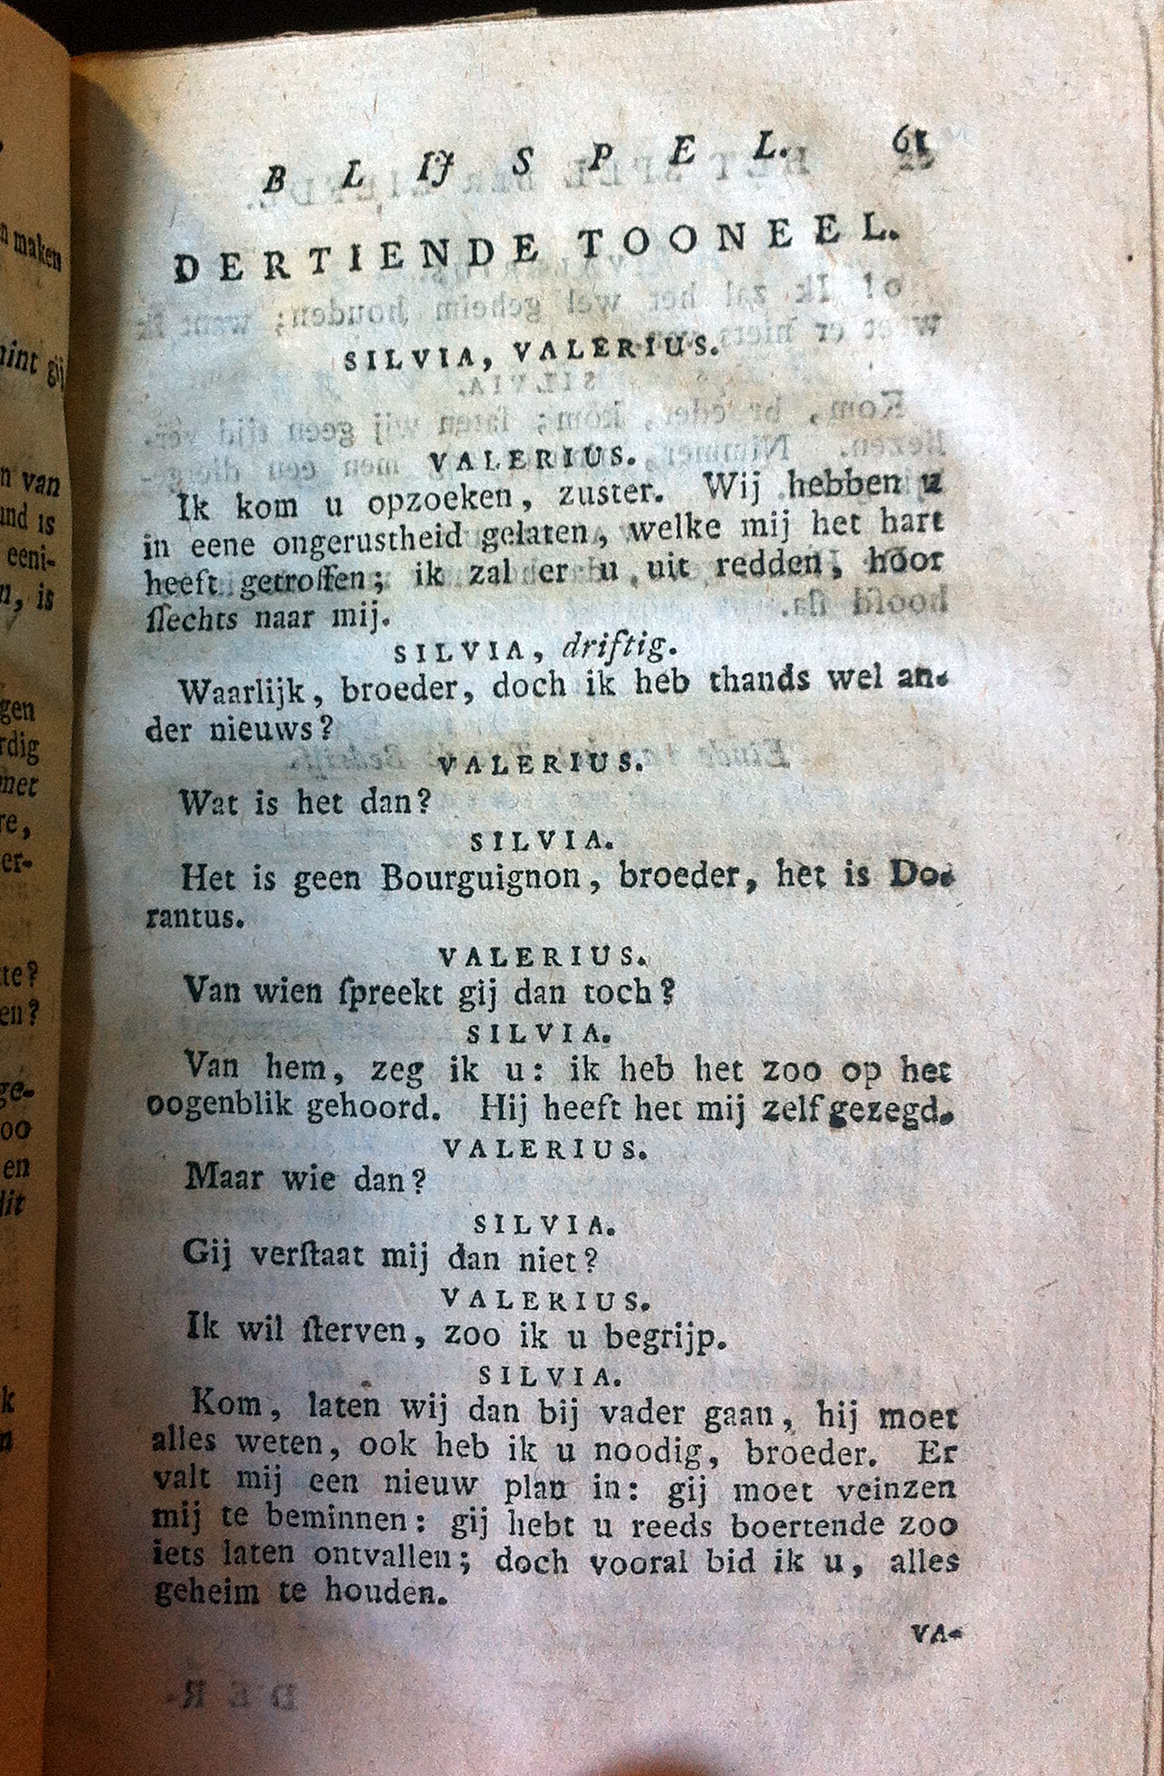 BLIJSPEL. 61
DERTIENDE TOONEEL.
SILVIA, VALERIUS.
VALERIUS.
Ik kom u opzoeken, zuster. Wij hebben u
in eene ongerustheid gelaten, welke mij het hart
heeft getroffen; ik zal er u uit redden, hoor
ſlechts naar mij.
SILVIA, driftig.
Waarlijk, broeder, doch ik heb thands wel an-
der nieuws?
VALERIUS.
Wat is het dan?
SILVIA.
Het is geen Bourguignon, broeder, het is Do-
rantus.
VALERIUS.
Van wien ſpreekt gij dan toch?
SILVIA.
Van hem, zeg ik u: ik heb het zoo op het
oogenblik gehoord. Hij heeft het mij zelf gezegd.
VALERIUS.
Maar wie dan?
SILVIA.
Gij verſtaat mij dan niet?
VALERIUS.
Ik wil ſterven, zoo ik u begrijp.
SILVIA.
Kom, laten wij dan bij vader gaan, hij moet
alles weten, ook heb ik u noodig, broeder. Er
valt mij een nieuw plan in: gij moet veinzen
mij te beminnen: gij hebt u reeds boertende zoo
iets laten ontvallen; doch vooral bid ik u, alles
geheim te houden.
VA-